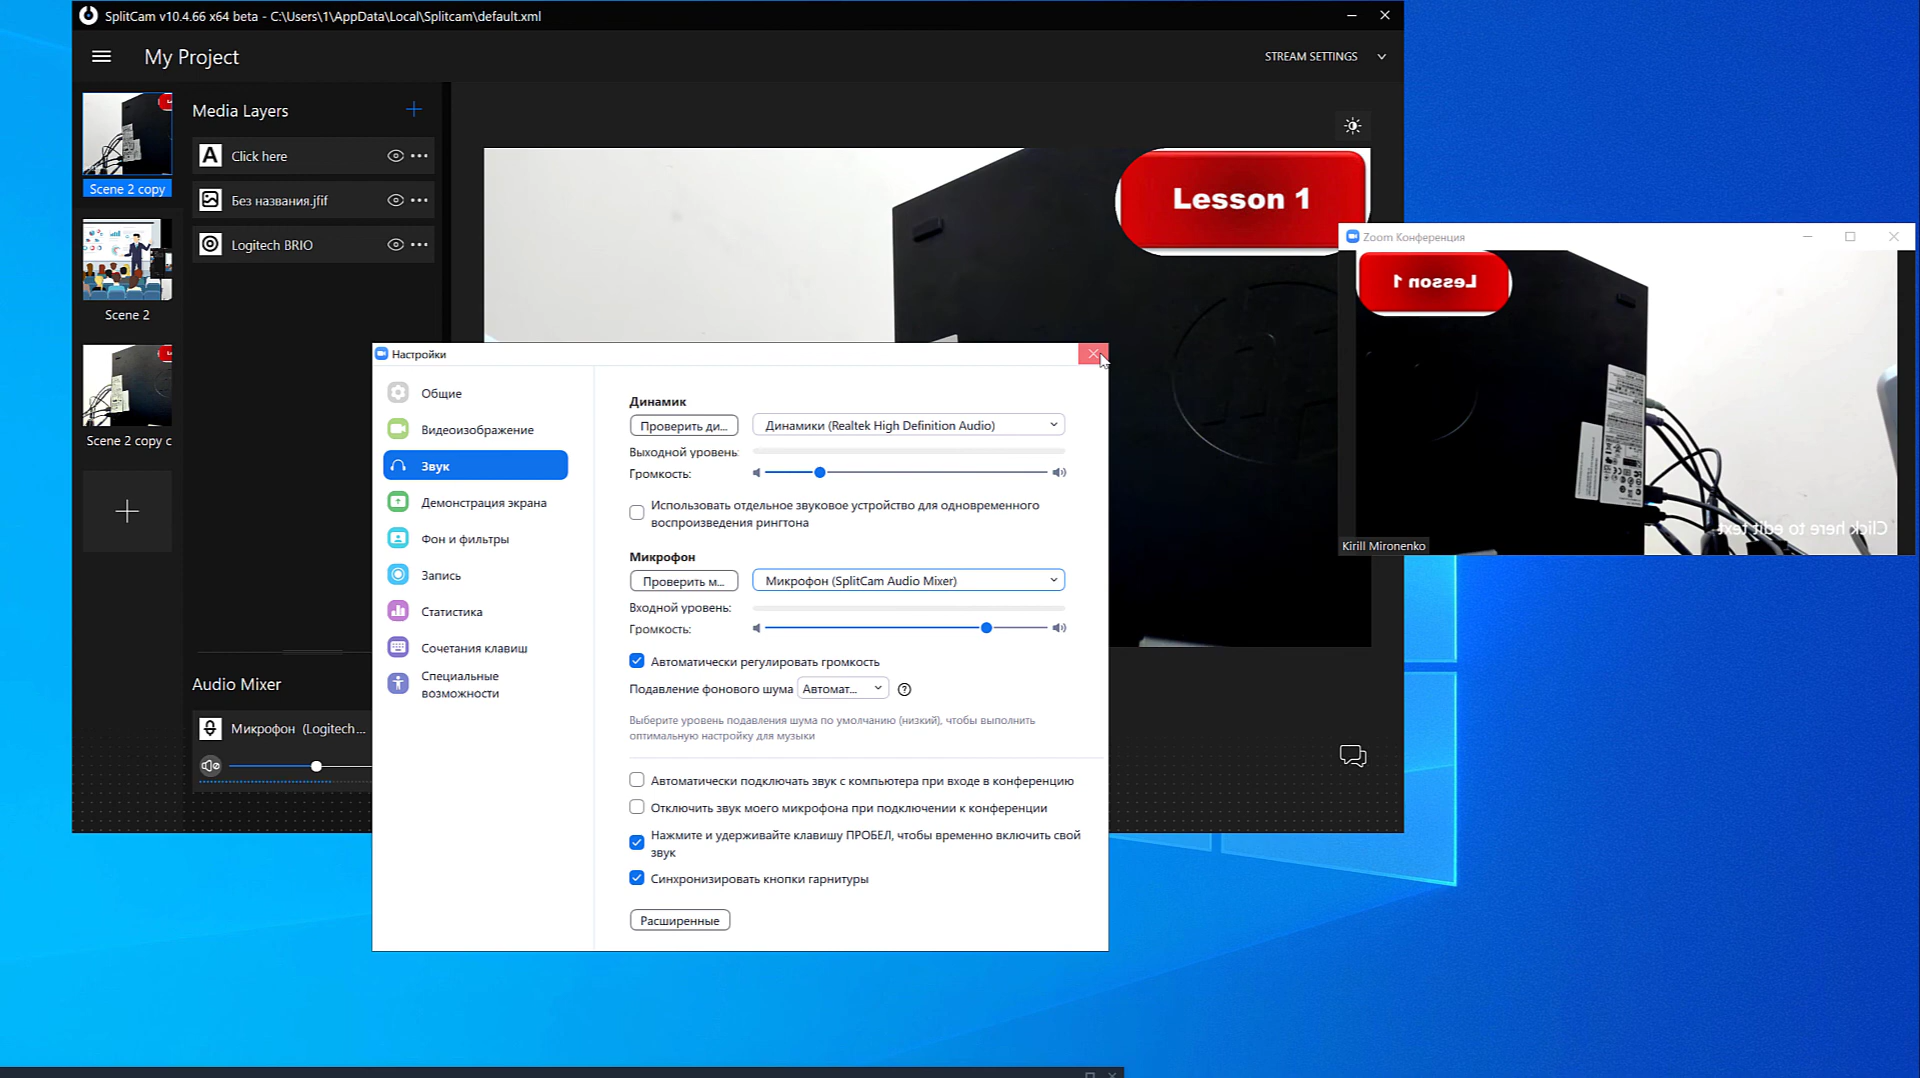 SplitCam v10.4.66 x64 beta - C:\Users\1\AppData\Local\Splitcam\default.xml
My Project
STREAM SETTINGS
Scene 2 copy
Scene 2
Scene 2 copy c
Media Layers
Click here
Без названия.jfif
Logitech BRIO
Audio Mixer
Микрофон (Logitech...
Lesson 1
Zoom Конференция
Lesson 1
Click here to edit text
Kirill Mironenko
Настройки
Общие
Видеоизображение
Звук
Демонстрация экрана
Фон и фильтры
Запись
Статистика
Сочетания клавиш
Специальные
возможности
Динамик
Проверить ди...
Динамики (Realtek High Definition Audio)
Выходной уровень:
Громкость:
Использовать отдельное звуковое устройство для одновременного
воспроизведения рингтона
Микрофон
Проверить м...
Микрофон (SplitCam Audio Mixer)
Входной уровень:
Громкость:
Автоматически регулировать громкость
Подавление фонового шума
Автомат...
Выберите уровень подавления шума по умолчанию (низкий), чтобы выполнить
оптимальную настройку для музыки
Автоматически подключать звук с компьютера при входе в конференцию
Отключить звук моего микрофона при подключении к конференции
Нажмите и удерживайте клавишу ПРОБЕЛ, чтобы временно включить свой
звук
Синхронизировать кнопки гарнитуры
Расширенные